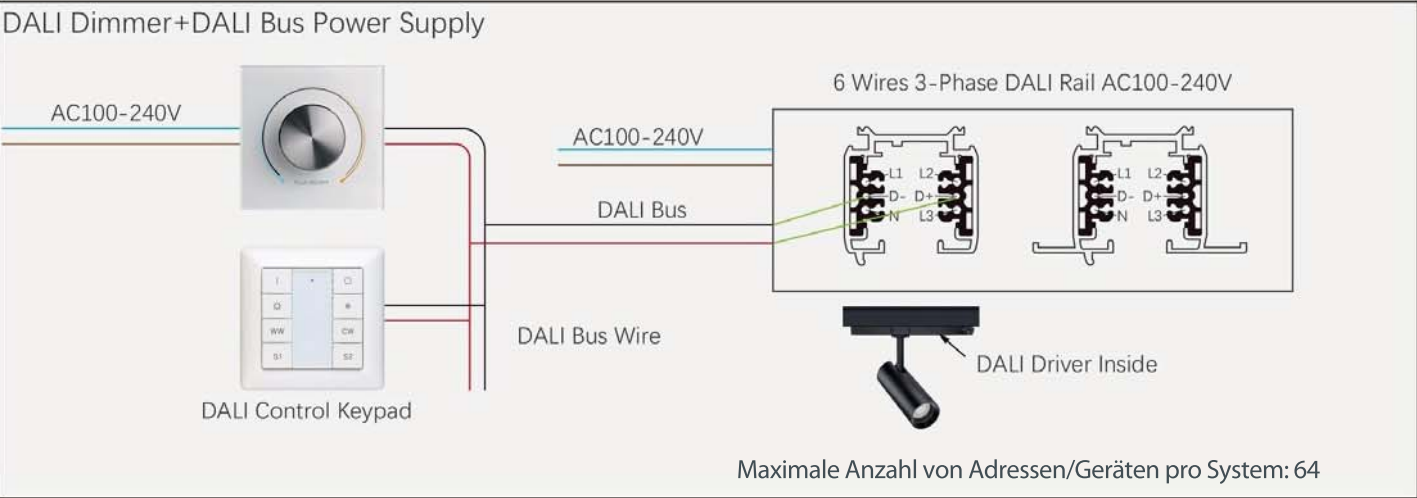 DALI Dimmer+DALI Bus Power Supply
6 Wires 3-Phase DALI Rail AC100-240V
AC100-240V
AC100-240V
L1 L2
D- D+
N L3
L1 L2
D- D+
N L3
DALI Bus
I
WW CW
S1 S2
DALI Bus Wire
DALI Driver Inside
DALI Control Keypad
Maximale Anzahl von Adressen/Geräten pro System: 64